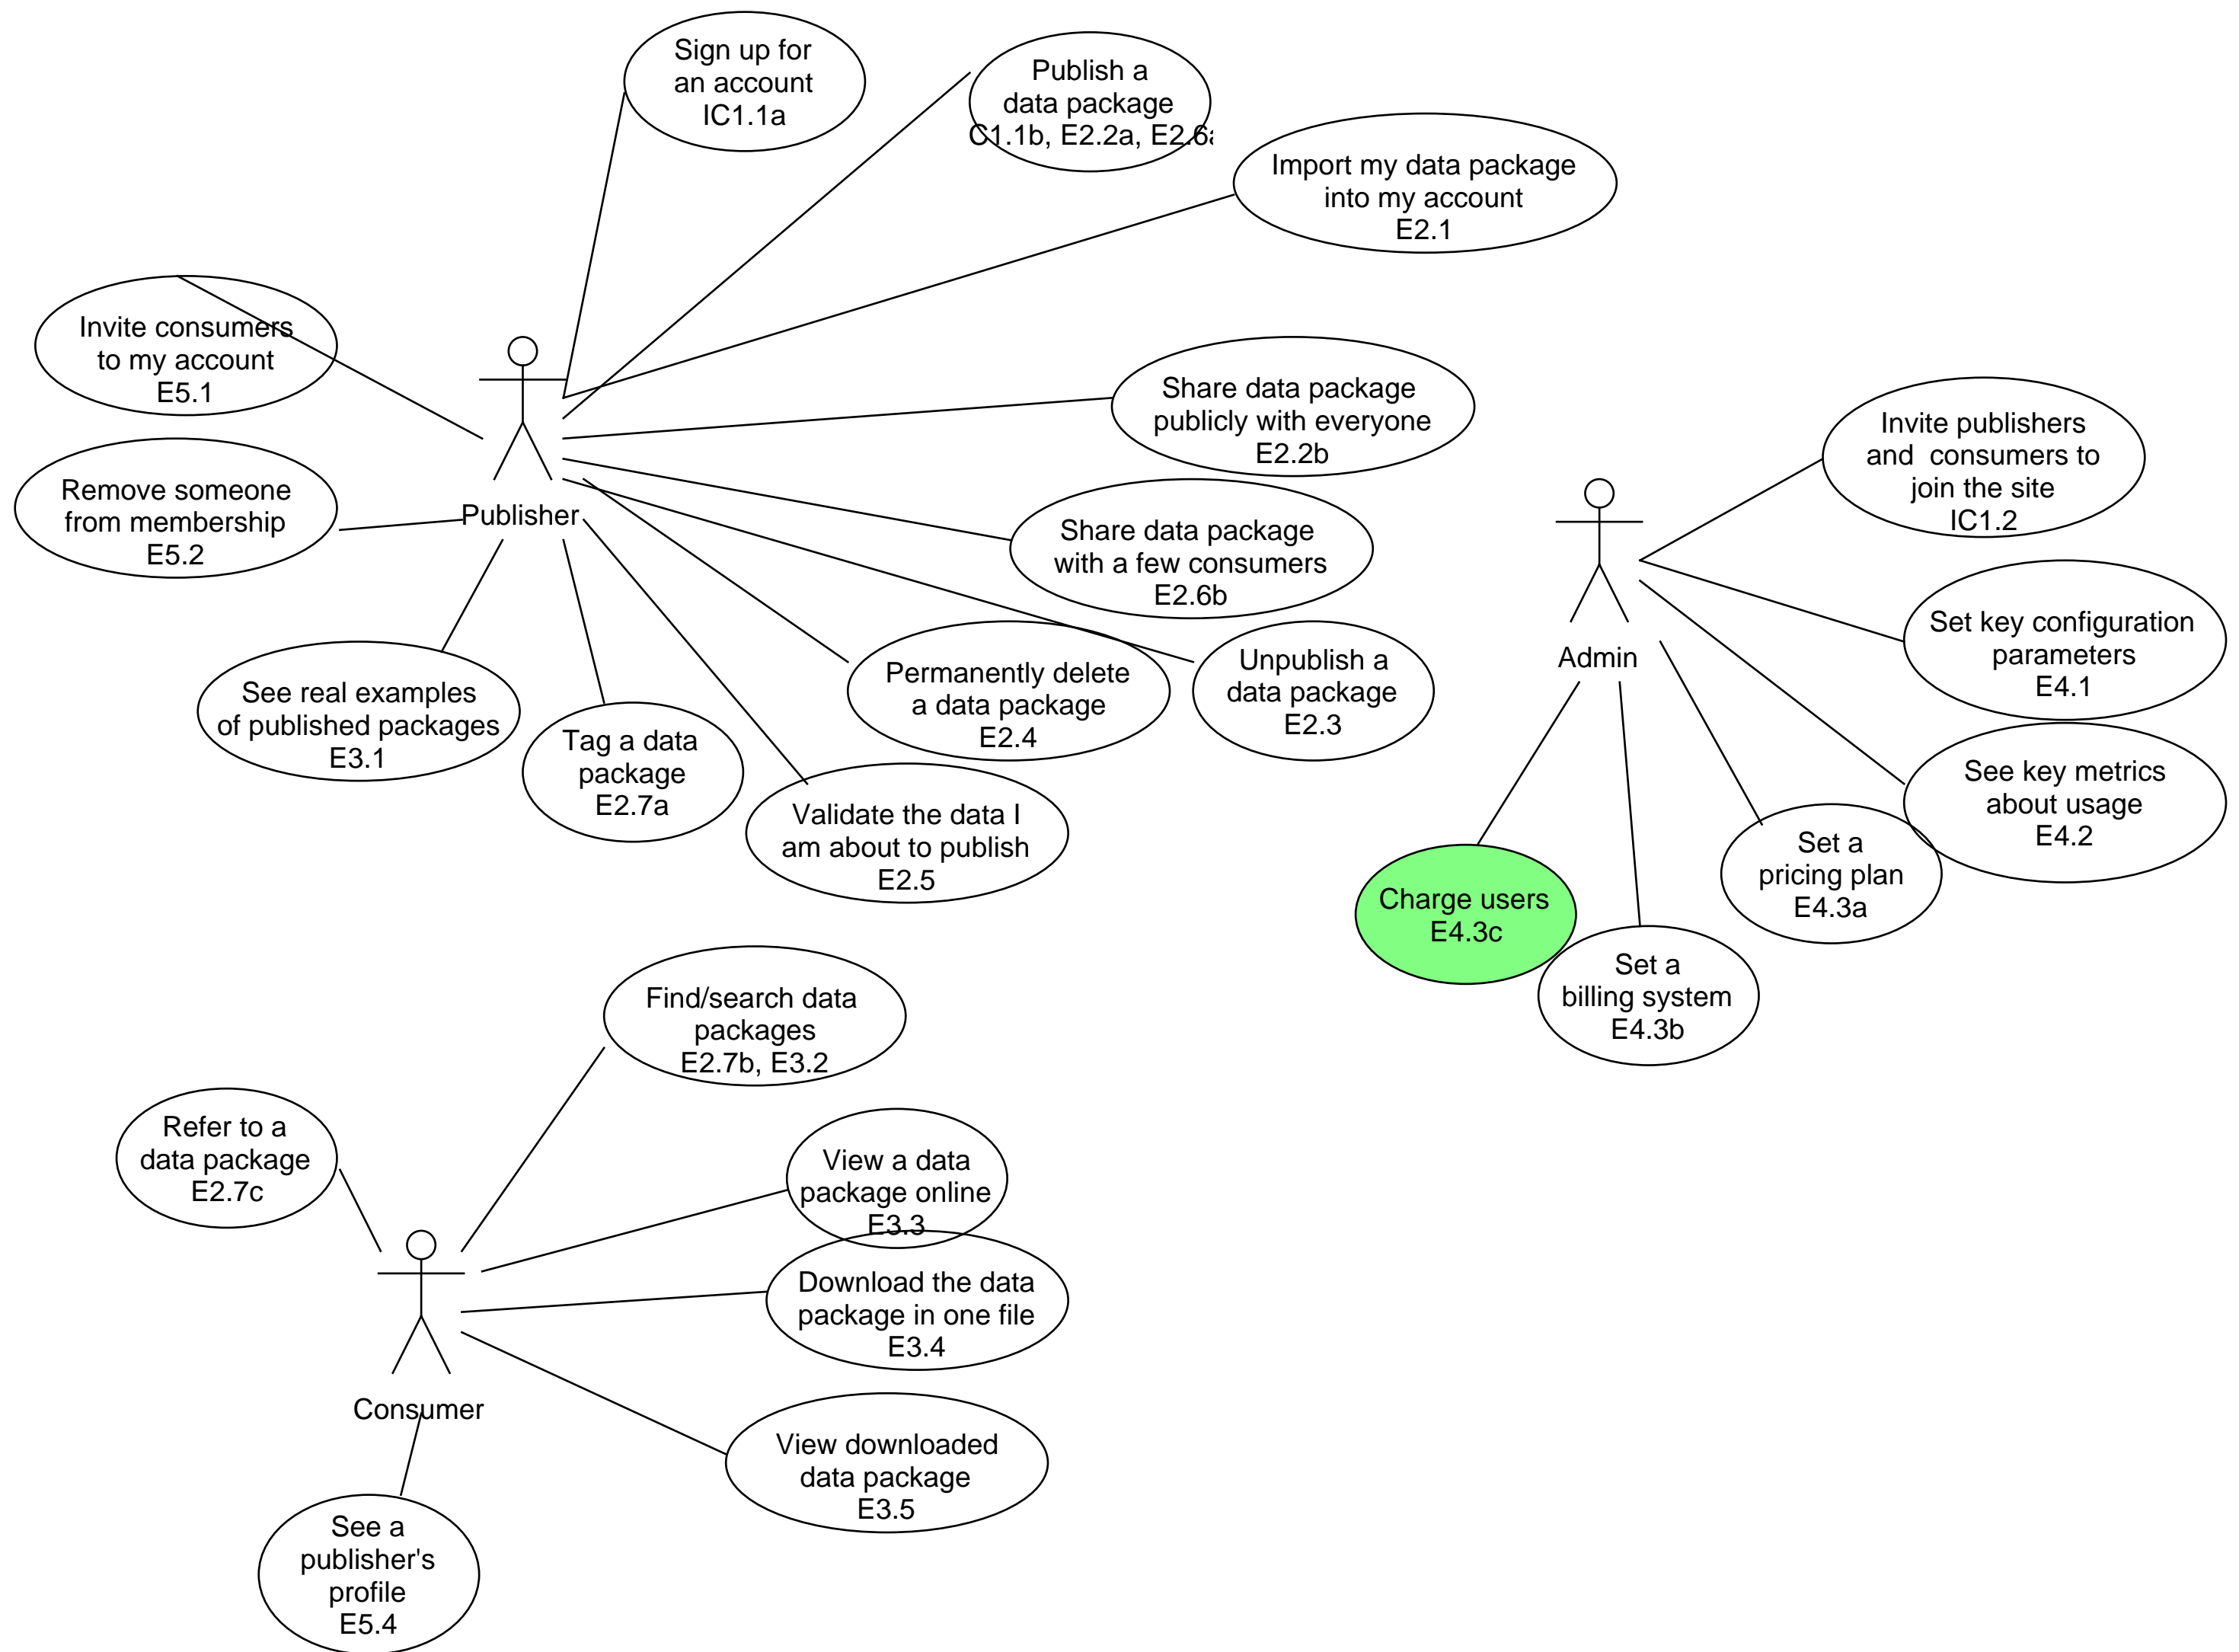 Sign up for
an account
IC1.1a
Publish a
data package
C1.1b, E2.2a, E2.6a
Import my data package
into my account
E2.1
Invite consumers
to my account
E5.1
Share data package
publicly with everyone
E2.2b
Remove someone
from membership
E5.2
Publisher
Share data package
with a few consumers
E2.6b
Invite publishers
and  consumers to
join the site
IC1.2
Admin
Set key configuration
parameters
E4.1
See real examples
of published packages
E3.1
Tag a data
package
E2.7a
Permanently delete
a data package
E2.4
Unpublish a
data package
E2.3
Validate the data I
am about to publish
E2.5
See key metrics
about usage
E4.2
Set a
pricing plan
E4.3a
Charge users
E4.3c
Set a
billing system
E4.3b
Find/search data
packages
E2.7b, E3.2
Refer to a
data package
E2.7c
View a data
package online
E3.3
Download the data
package in one file
E3.4
Consumer
View downloaded
data package
E3.5
See a
publisher's
profile
E5.4